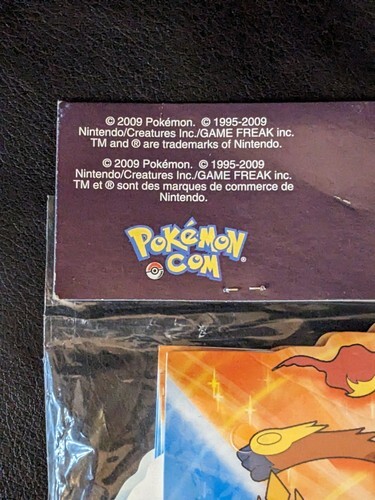 © 2009 Pokémon. © 1995-2009
Nintendo/Creatures Inc./GAME FREAK inc.
TM and ® are trademarks of Nintendo.
© 2009 Pokémon. © 1995-2009
Nintendo/Creatures Inc./GAME FREAK inc.
TM et ® sont des marques de commerce de
Nintendo.
POKéMON®
COM